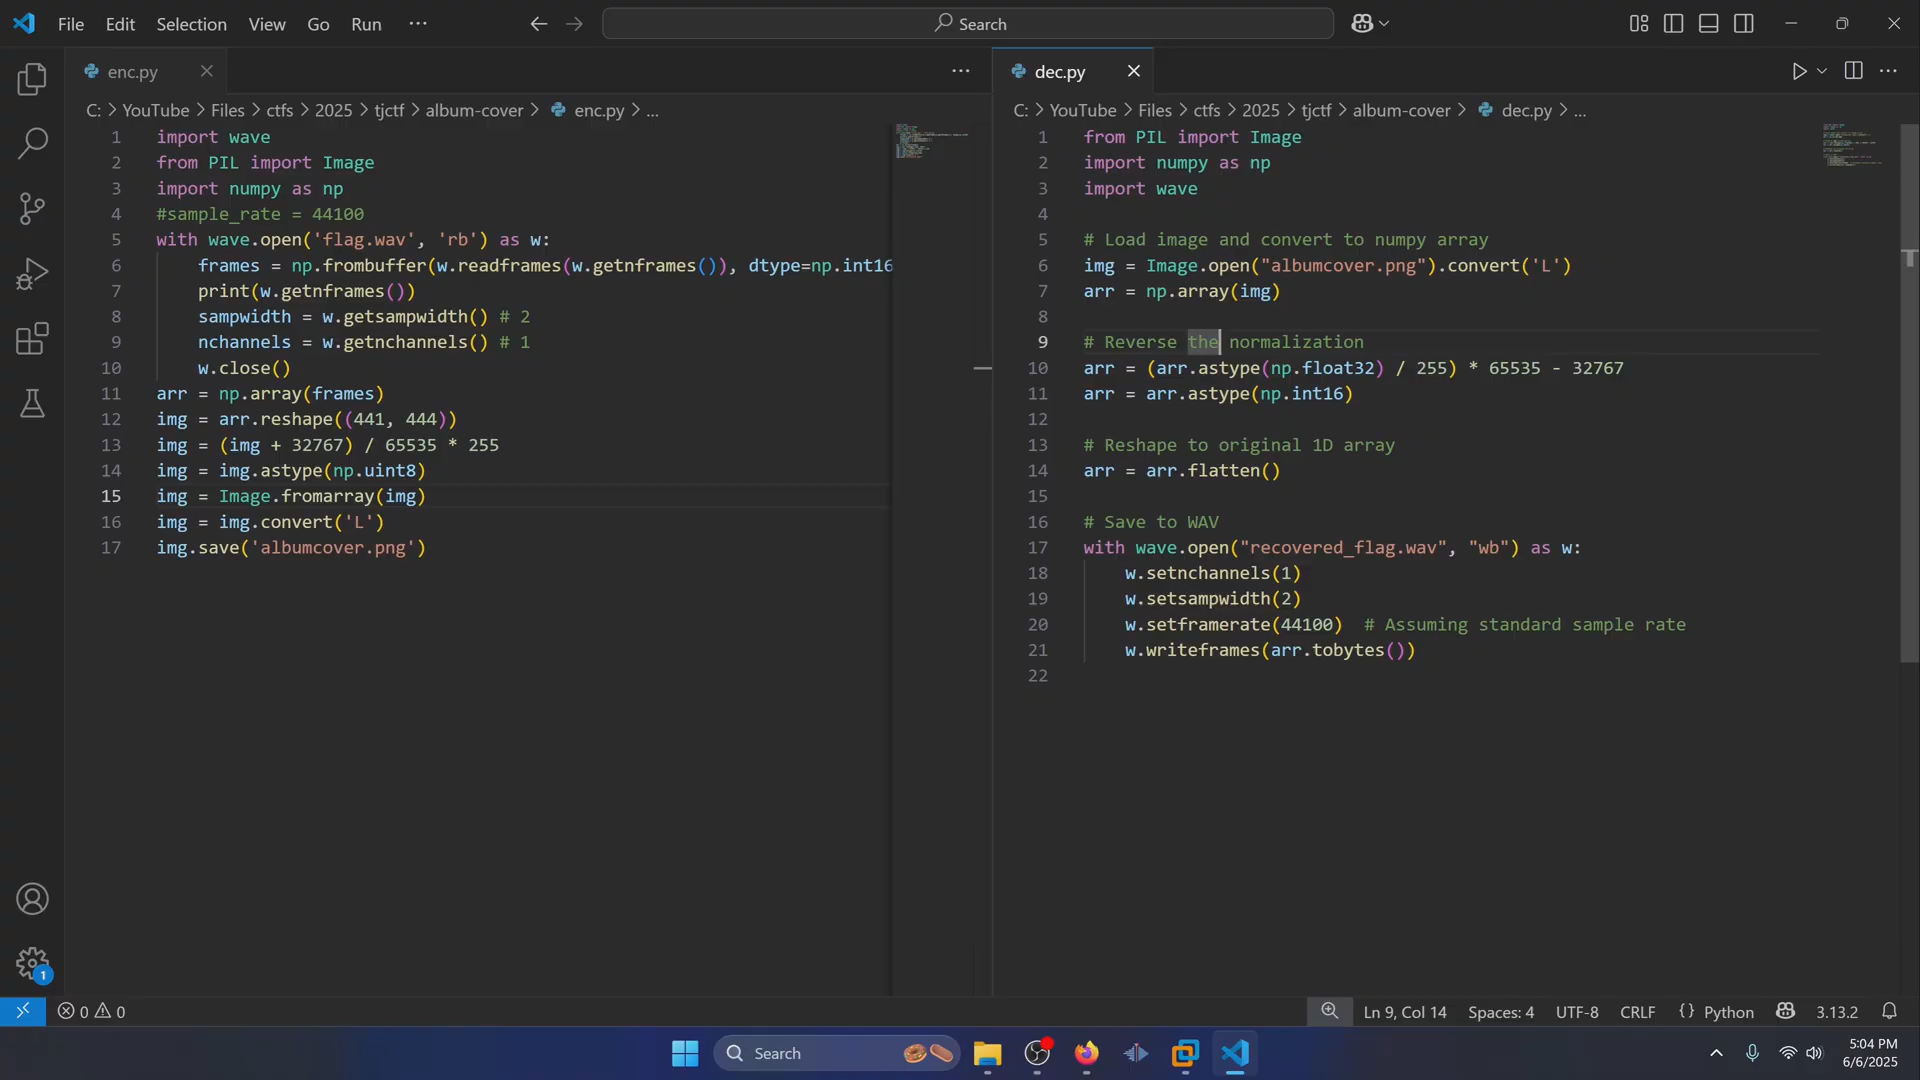 File Edit Selection View Go Run ··· Search
enc.py
C: > YouTube > Files > ctfs > 2025 > tjctf > album-cover > enc.py > ...
1 import wave
2 from PIL import Image
3 import numpy as np
4 #sample_rate = 44100
5 with wave.open('flag.wav', 'rb') as w:
6 frames = np.frombuffer(w.readframes(w.getnframes()), dtype=np.int16
7 print(w.getnframes())
8 sampwidth = w.getsampwidth() # 2
9 nchannels = w.getnchannels() # 1
10 w.close()
11 arr = np.array(frames)
12 img = arr.reshape((441, 444))
13 img = (img + 32767) / 65535 * 255
14 img = img.astype(np.uint8)
15 img = Image.fromarray(img)
16 img = img.convert('L')
17 img.save('albumcover.png')
dec.py
C: > YouTube > Files > ctfs > 2025 > tjctf > album-cover > dec.py > ...
1 from PIL import Image
2 import numpy as np
3 import wave
4
5 # Load image and convert to numpy array
6 img = Image.open("albumcover.png").convert('L')
7 arr = np.array(img)
8
9 # Reverse the normalization
10 arr = (arr.astype(np.float32) / 255) * 65535 - 32767
11 arr = arr.astype(np.int16)
12
13 # Reshape to original 1D array
14 arr = arr.flatten()
15
16 # Save to WAV
17 with wave.open("recovered_flag.wav", "wb") as w:
18 w.setnchannels(1)
19 w.setsampwidth(2)
20 w.setframerate(44100) # Assuming standard sample rate
21 w.writeframes(arr.tobytes())
22
1
0 0 Ln 9, Col 14 Spaces: 4 UTF-8 CRLF {} Python 3.13.2
Search
5:04 PM
6/6/2025